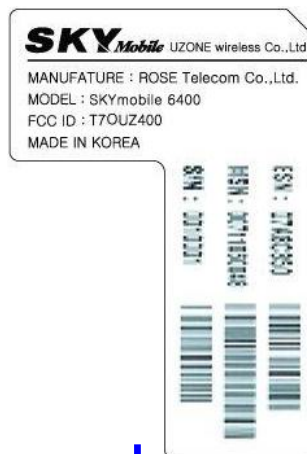 SKY Mobile UZONE wireless Co.,Ltd
MANUFATURE : ROSE Telecom Co.,Ltd.
MODEL : SKYmobile 6400
FCC ID : T7OUZ400
MADE IN KOREA
S/N :
HSN :
ESN :